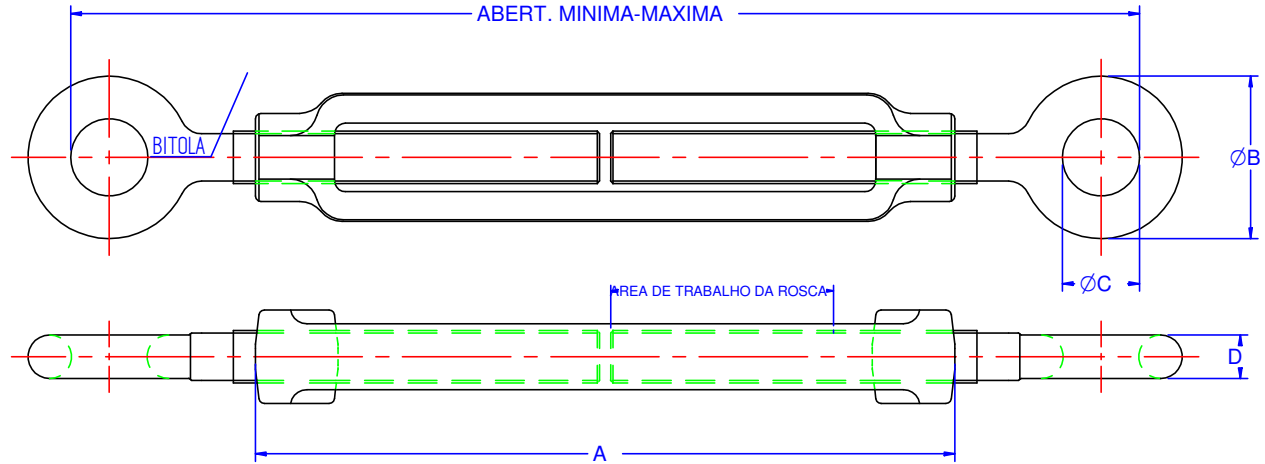 ABERT. MINIMA-MAXIMA
BITOLA
ØB
ØC
AREA DE TRABALHO DA ROSCA
D
A